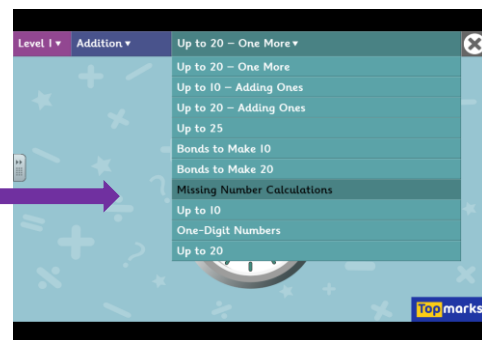 Level 1 ▾ Addition ▾ Up to 20 – One More ▾
Up to 20 – One More
Up to 10 – Adding Ones
Up to 20 – Adding Ones
Up to 25
Bonds to Make 10
Bonds to Make 20
Missing Number Calculations
Up to 10
One-Digit Numbers
Up to 20
Topmarks